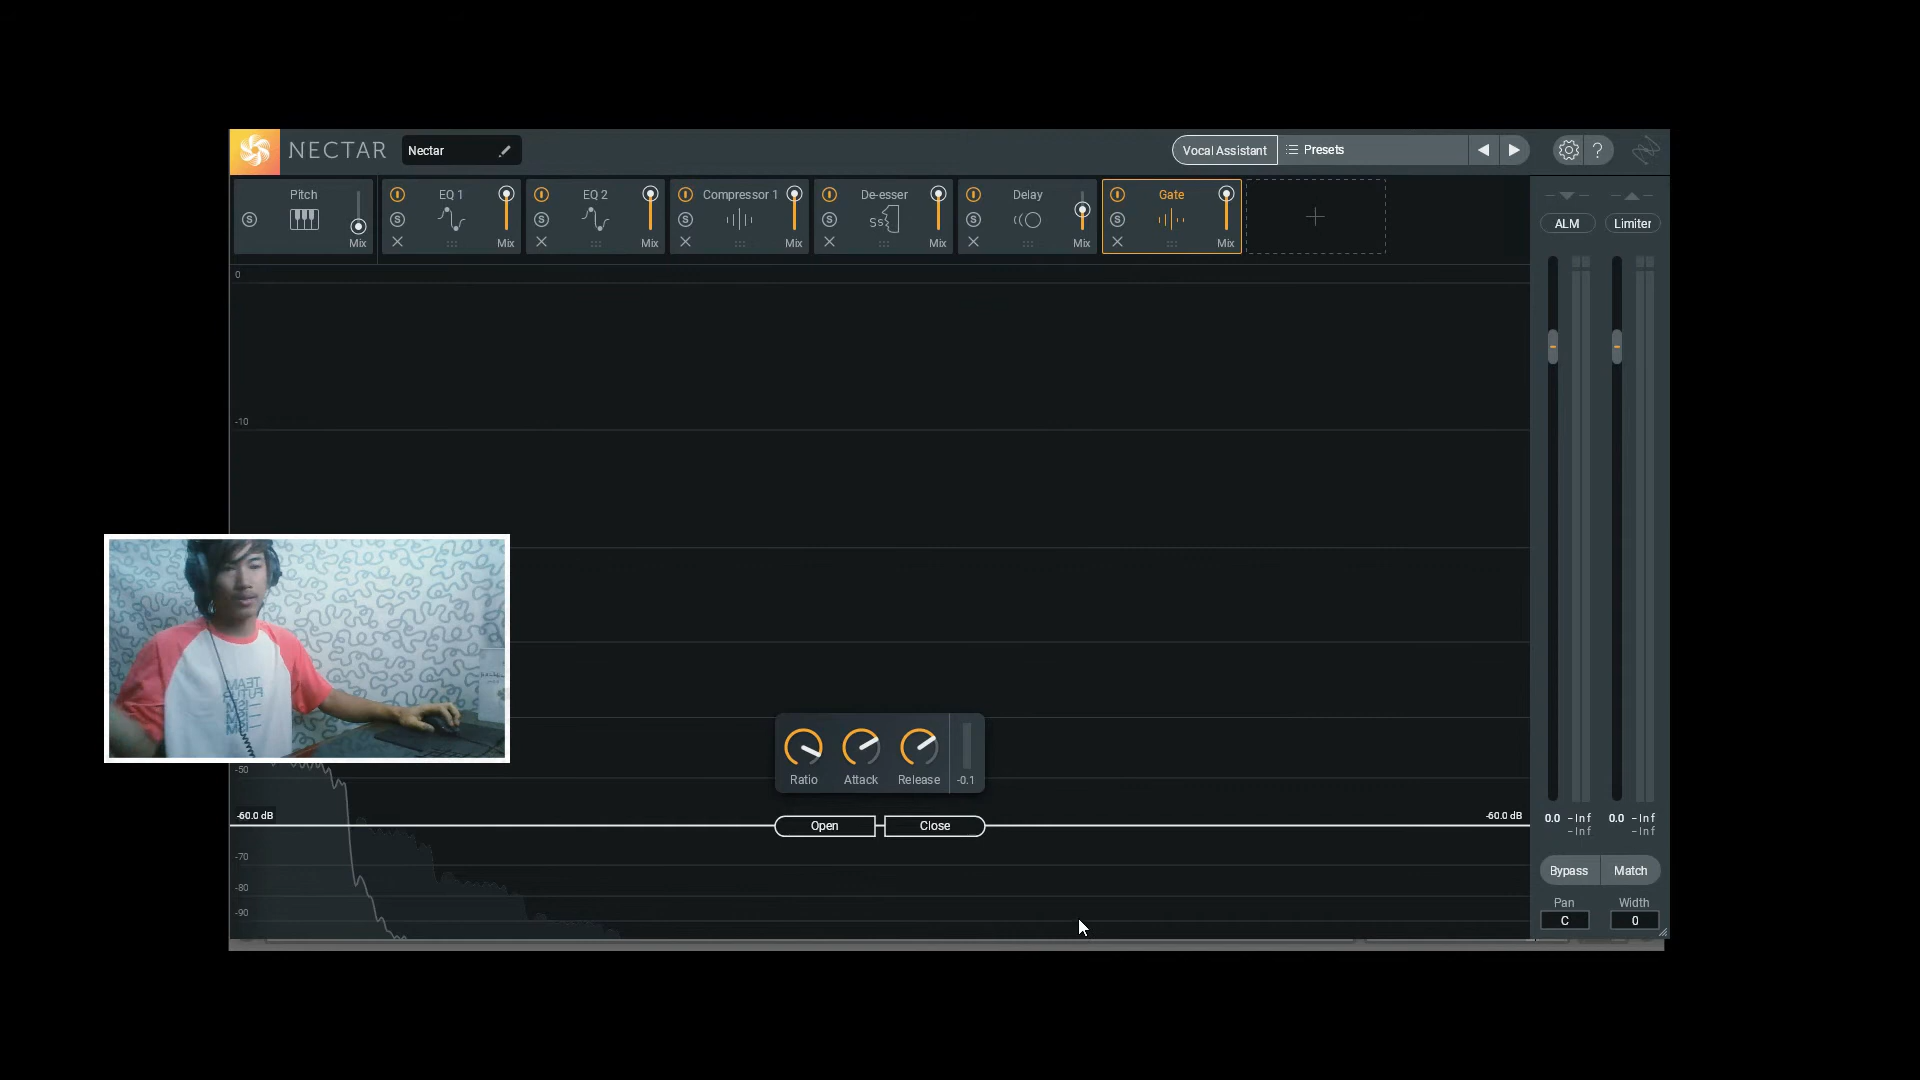 NECTAR
Nectar
Vocal Assistant
Presets
?
Pitch
EQ 1
EQ 2
Compressor 1
De-esser
Delay
Gate
S
S
S
S
S
S
S
Mix
Mix
Mix
Mix
Mix
Mix
Mix
ALM
Limiter
0
-10
-50
Ratio
Attack
Release
-0.1
-60.0 dB
-60.0 dB
Open
Close
-70
-80
-90
0.0
-Inf
-Inf
0.0
-Inf
-Inf
Bypass
Match
Pan
Width
C
0
TEAM